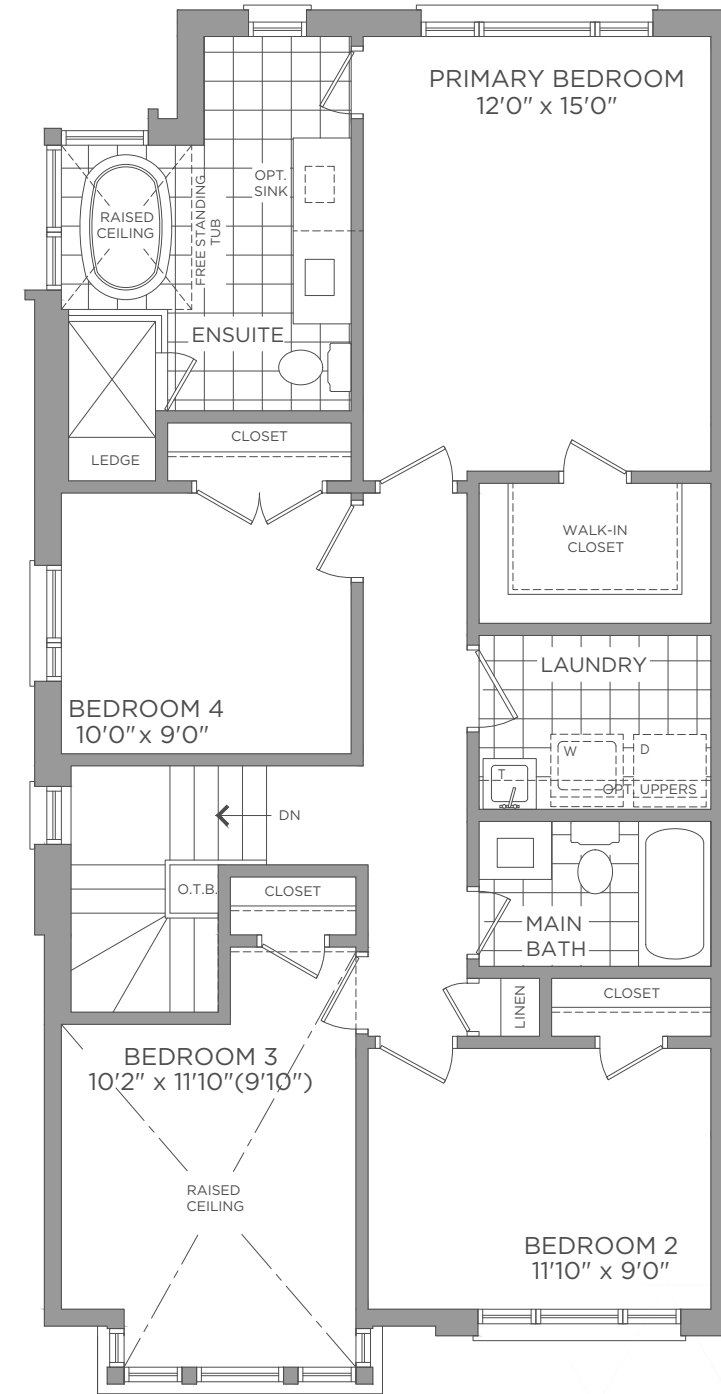 PRIMARY BEDROOM
12'0" x 15'0"
OPT.
SINK
RAISED
CEILING
FREE STANDING
TUB
ENSUITE
CLOSET
LEDGE
WALK-IN
CLOSET
LAUNDRY
BEDROOM 4
10'0" x 9'0"
W
D
T
OPT. UPPERS
DN
O.T.B.
CLOSET
MAIN
BATH
LINEN
CLOSET
BEDROOM 3
10'2" x 11'10"(9'10")
RAISED
CEILING
BEDROOM 2
11'10" x 9'0"